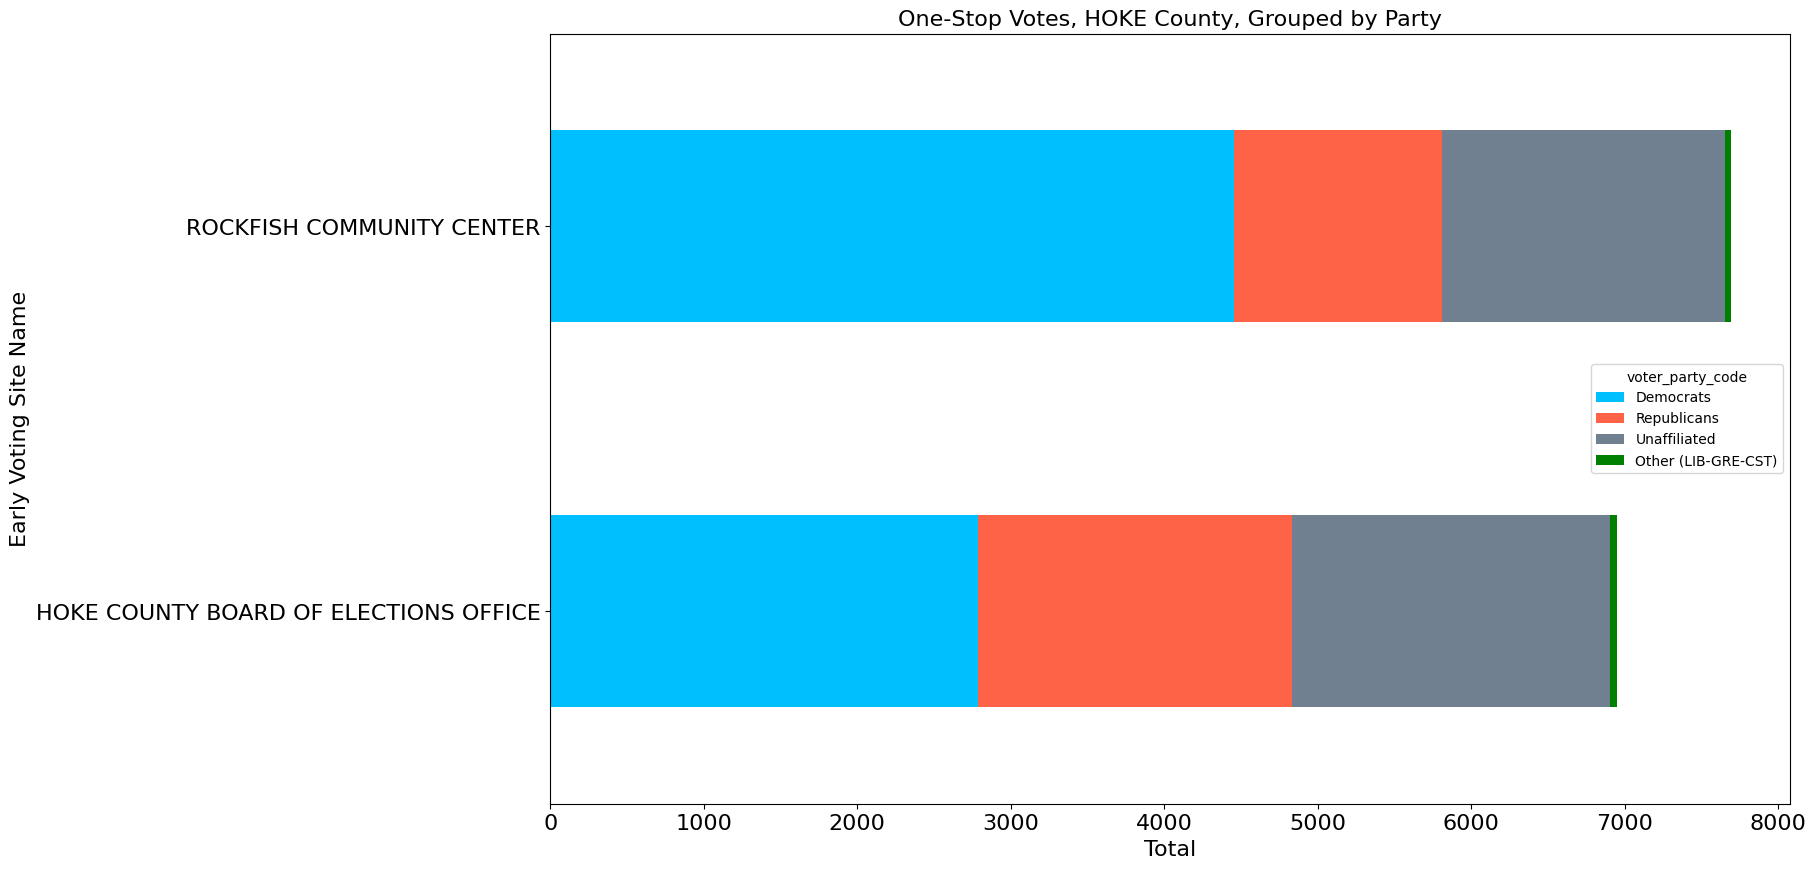 One-Stop Votes, HOKE County, Grouped by Party
Early Voting Site Name
ROCKFISH COMMUNITY CENTER
HOKE COUNTY BOARD OF ELECTIONS OFFICE
voter_party_code
Democrats
Republicans
Unaffiliated
Other (LIB-GRE-CST)
0 1000 2000 3000 4000 5000 6000 7000 8000
Total